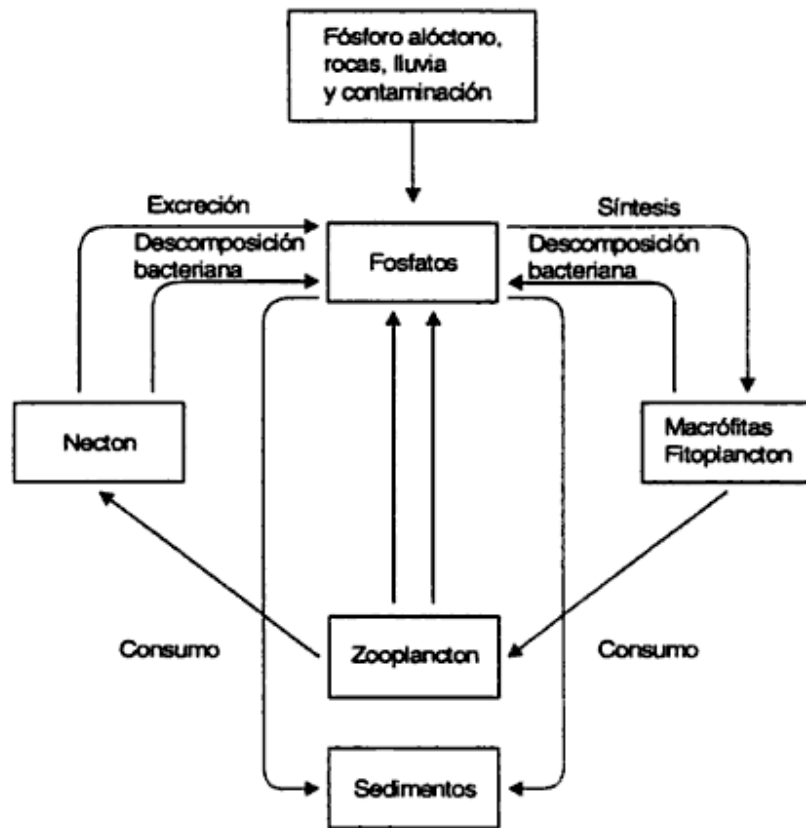 Fósforo alóctono,
rocas, lluvia
y contaminación
Excreción
Síntesis
Descomposición
bacteriana
Fosfatos
Descomposición
bacteriana
Necton
Macrófitas
Fitoplancton
Consumo
Zooplancton
Consumo
Sedimentos